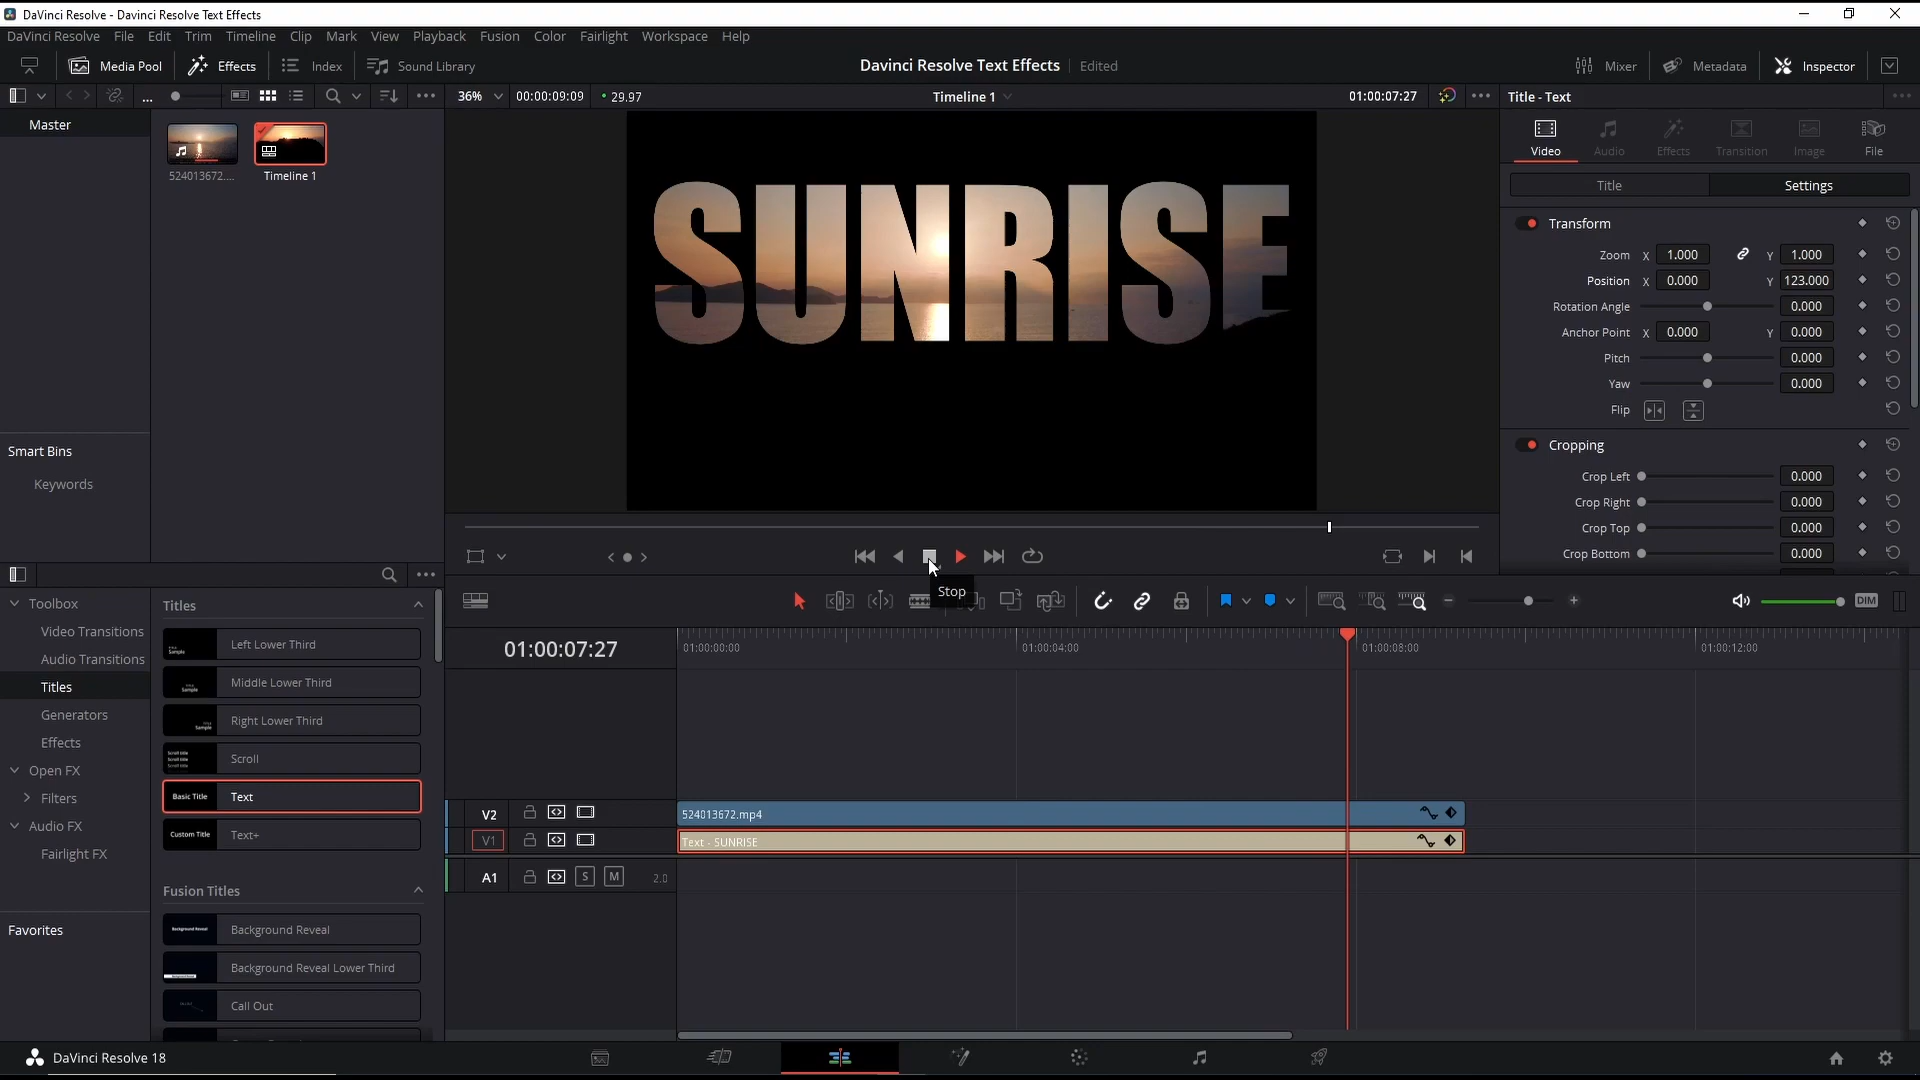 DaVinci Resolve - Davinci Resolve Text Effects
DaVinci Resolve File Edit Trim Timeline Clip Mark View Playback Fusion Color Fairlight Workspace Help
Media Pool Effects Index Sound Library Davinci Resolve Text Effects Edited Mixer Metadata Inspector
36% 00:00:09:09 29.97 Timeline 1 01:00:07:27 Title - Text
Master
524013672.... Timeline 1
Smart Bins
Keywords
SUNRISE
Video Audio Effects Transition Image File
Title Settings
Transform
Zoom X 1.000 Y 1.000
Position X 0.000 Y 123.000
Rotation Angle 0.000
Anchor Point X 0.000 Y 0.000
Pitch 0.000
Yaw 0.000
Flip
Cropping
Crop Left 0.000
Crop Right 0.000
Crop Top 0.000
Crop Bottom 0.000
Stop
DIM
Toolbox
Video Transitions
Audio Transitions
Titles
Generators
Effects
Open FX
Filters
Audio FX
Fairlight FX
Favorites
Titles
Left Lower Third
Middle Lower Third
Right Lower Third
Scroll
Basic Title Text
Custom Title Text+
Fusion Titles
Background Reveal
Background Reveal Lower Third
Call Out
01:00:07:27 01:00:00:00 01:00:04:00 01:00:08:00 01:00:12:00
V2 524013672.mp4
V1 Text - SUNRISE
A1 S M 2.0
DaVinci Resolve 18